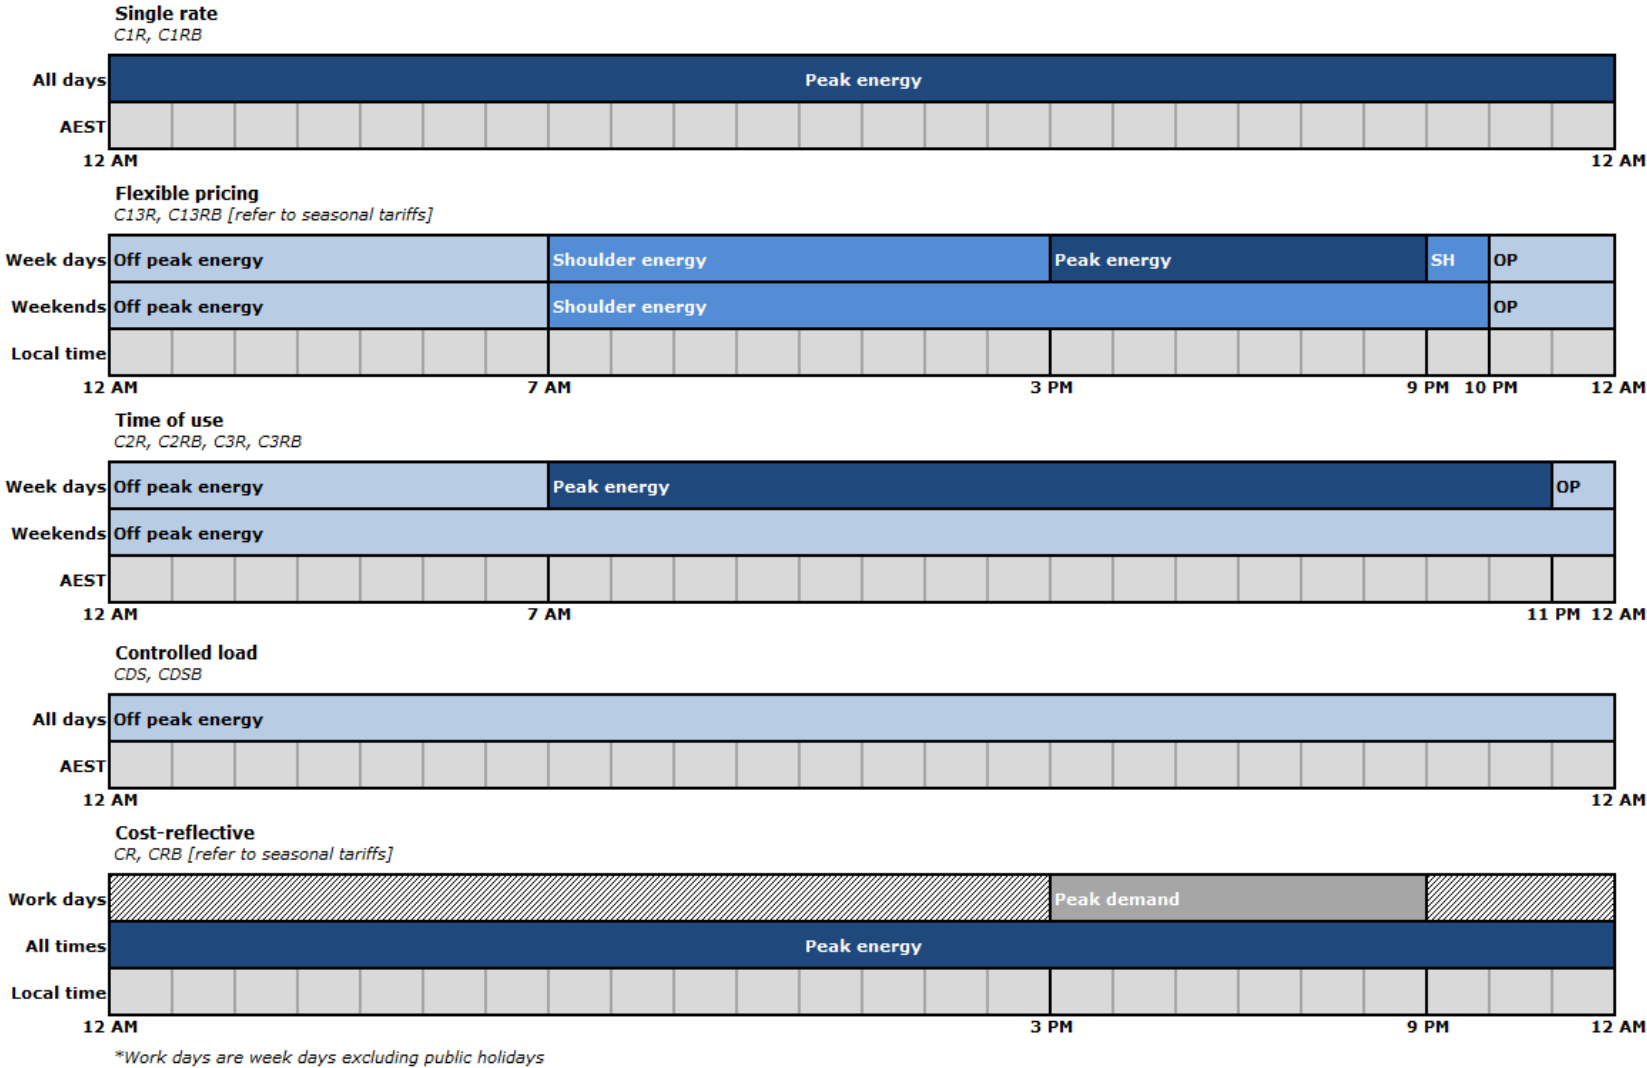 Single rate
C1R, C1RB
All days Peak energy
AEST
12 AM 12 AM
Flexible pricing
C13R, C13RB [refer to seasonal tariffs]
Week days Off peak energy Shoulder energy Peak energy SH OP
Weekends Off peak energy Shoulder energy OP
Local time
12 AM 7 AM 3 PM 9 PM 10 PM 12 AM
Time of use
C2R, C2RB, C3R, C3RB
Week days Off peak energy Peak energy OP
Weekends Off peak energy
AEST
12 AM 7 AM 11 PM 12 AM
Controlled load
CDS, CDSB
All days Off peak energy
AEST
12 AM 12 AM
Cost-reflective
CR, CRB [refer to seasonal tariffs]
Work days Peak demand
All times Peak energy
Local time
12 AM 3 PM 9 PM 12 AM
*Work days are week days excluding public holidays